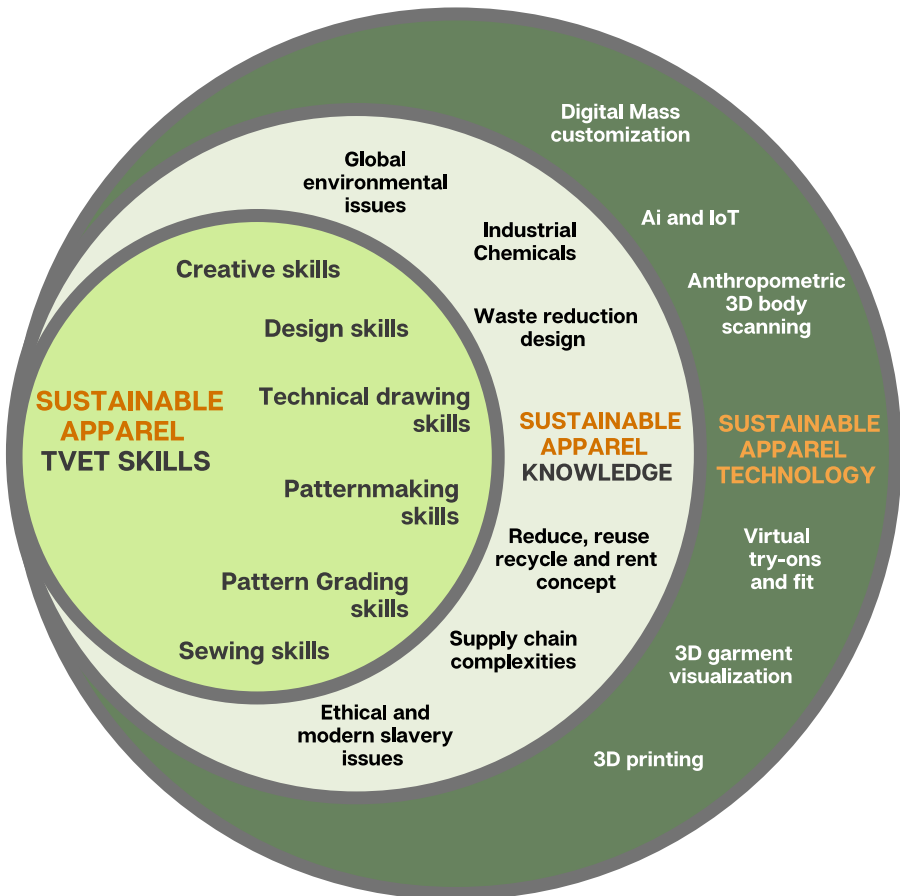 Creative skills
Design skills
SUSTAINABLE
APPAREL
TVET SKILLS
Technical drawing
skills
Patternmaking
skills
Pattern Grading
skills
Sewing skills
Global
environmental
issues
Industrial
Chemicals
Waste reduction
design
SUSTAINABLE
APPAREL
KNOWLEDGE
Reduce, reuse
recycle and rent
concept
Supply chain
complexities
Ethical and
modern slavery
issues
Digital Mass
customization
Ai and IoT
Anthropometric
3D body
scanning
SUSTAINABLE
APPAREL
TECHNOLOGY
Virtual
try-ons
and fit
3D garment
visualization
3D printing